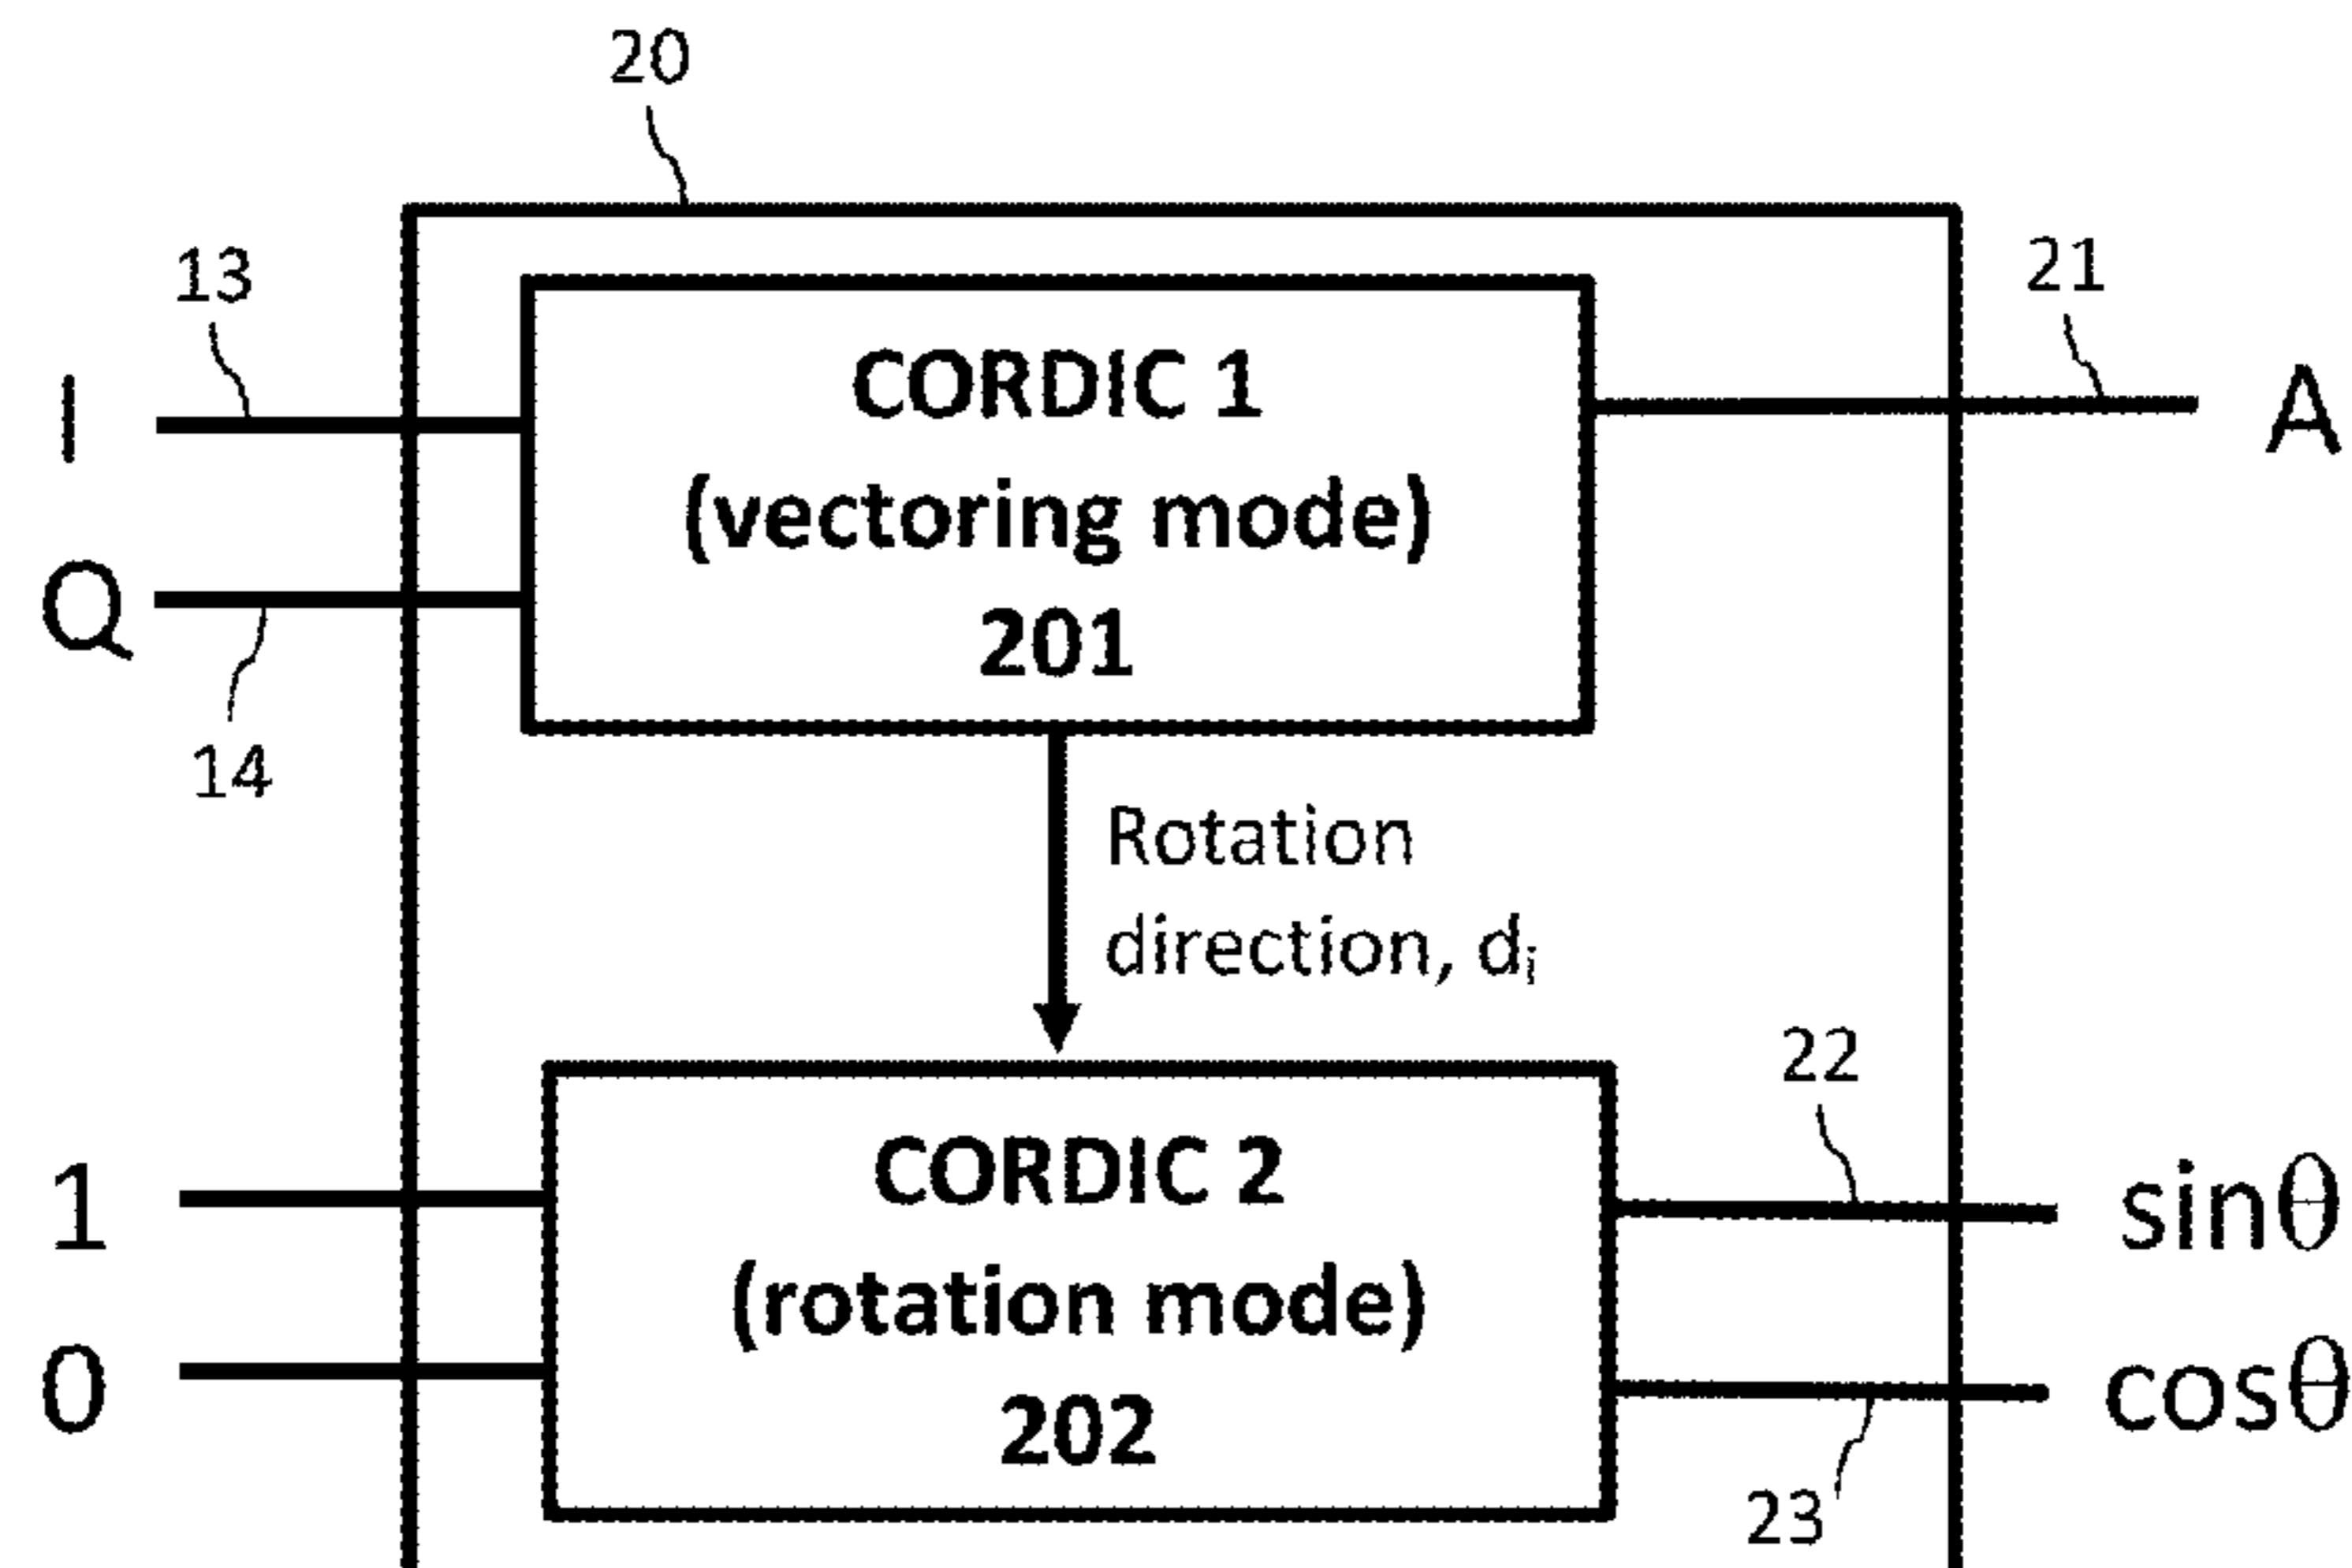 20
13
21
I
CORDIC 1
A
(vectoring mode)
Q
201
14
Rotation
direction, di
22
1
CORDIC 2
sinθ
(rotation mode)
0
cosθ
202
23